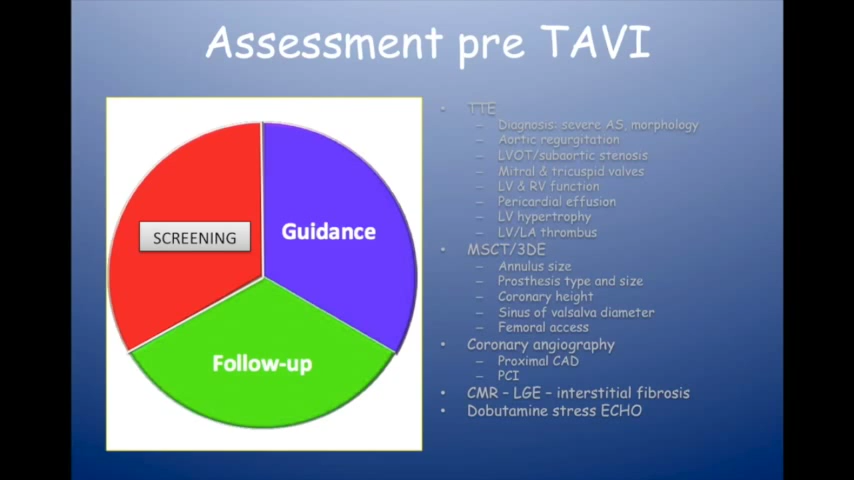 Assessment pre TAVI
SCREENING
Guidance
Follow-up
• TTE
– Diagnosis: severe AS, morphology
– Aortic regurgitation
– LVOT/subaortic stenosis
– Mitral & tricuspid valves
– LV & RV function
– Pericardial effusion
– LV hypertrophy
– LV/LA thrombus
• MSCT/3DE
– Annulus size
– Prosthesis type and size
– Coronary height
– Sinus of valsalva diameter
– Femoral access
• Coronary angiography
– Proximal CAD
– PCI
• CMR – LGE – interstitial fibrosis
• Dobutamine stress ECHO